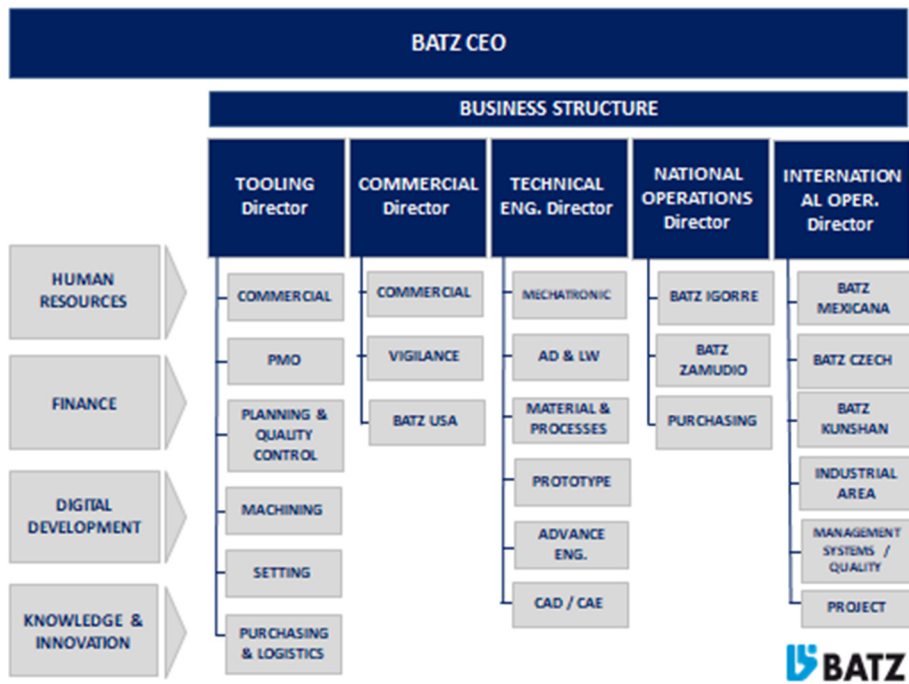 BATZ CEO
BUSINESS STRUCTURE
TOOLING
Director
COMMERCIAL
Director
TECHNICAL
ENG. Director
NATIONAL
OPERATIONS
Director
INTERNATION
AL OPER.
Director
HUMAN
RESOURCES
FINANCE
DIGITAL
DEVELOPMENT
KNOWLEDGE &
INNOVATION
COMMERCIAL
PMO
PLANNING &
QUALITY
CONTROL
MACHINING
SETTING
PURCHASING
& LOGISTICS
COMMERCIAL
VIGILANCE
BATZ USA
MECHATRONIC
AD & LW
MATERIAL &
PROCESSES
PROTOTYPE
ADVANCE
ENG.
CAD / CAE
BATZ IGORRE
BATZ
ZAMUDIO
PURCHASING
BATZ
MEXICANA
BATZ CZECH
BATZ
KUNSHAN
INDUSTRIAL
AREA
MANAGEMENT
SYSTEMS /
QUALITY
PROJECT
BATZ